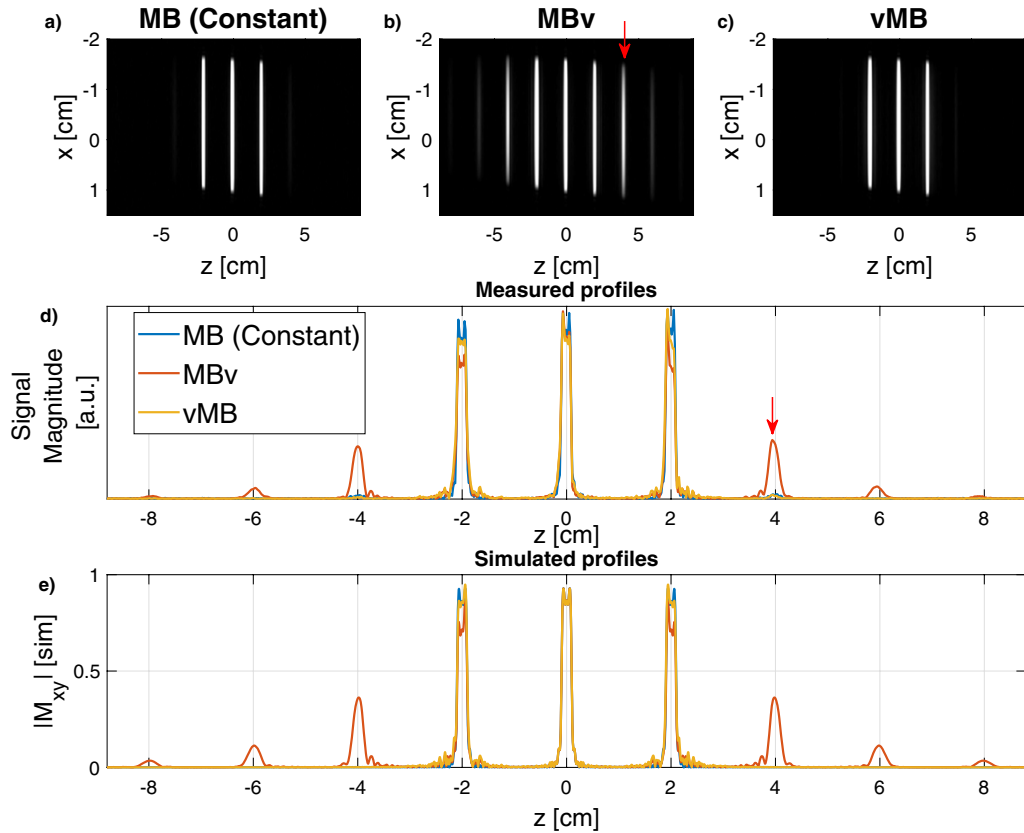 a) MB (Constant)
b) MBv
c) vMB
-2
-1
0
1
x [cm]
-5 0 5
z [cm]
-2
-1
0
1
x [cm]
-5 0 5
z [cm]
-2
-1
0
1
x [cm]
-5 0 5
z [cm]
d) Measured profiles
MB (Constant)
MBv
vMB
Signal
Magnitude
[a.u.]
-8 -6 -4 -2 0 2 4 6 8
z [cm]
e) Simulated profiles
1
0.5
0
|M_xy| [sim]
-8 -6 -4 -2 0 2 4 6 8
z [cm]